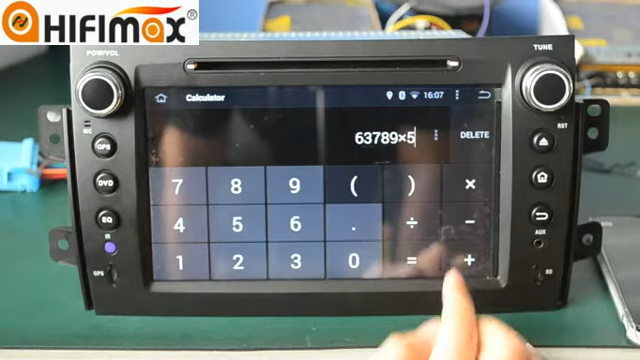 HIFIMAX®
POW/VOL
TUNE
Calculator 16:07
63789×5
DELETE
MIC
RST
GPS
7 8 9 ( ) ×
DVD
EQ
4 5 6 . ÷ −
IR
AUX
1 2 3 0 = +
GPS
SD